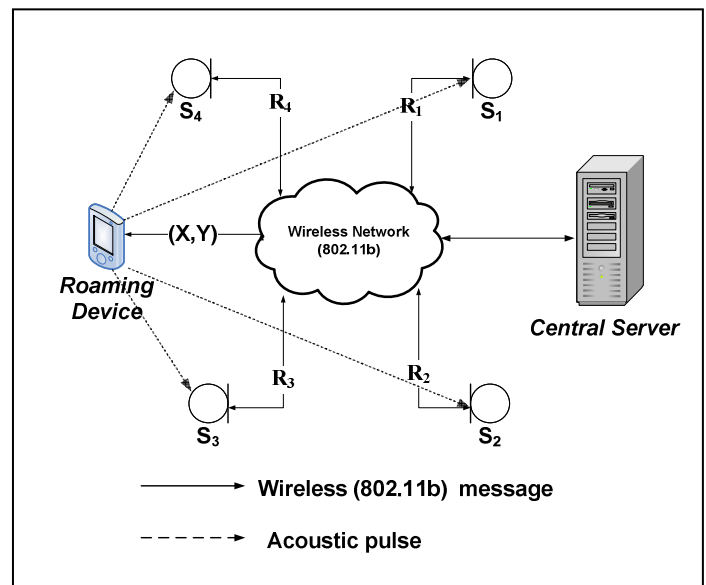 S4
R4
R1
S1
(X,Y)
Wireless Network
(802.11b)
Roaming
Device
Central Server
R3
R2
S3
S2
Wireless (802.11b) message
Acoustic pulse